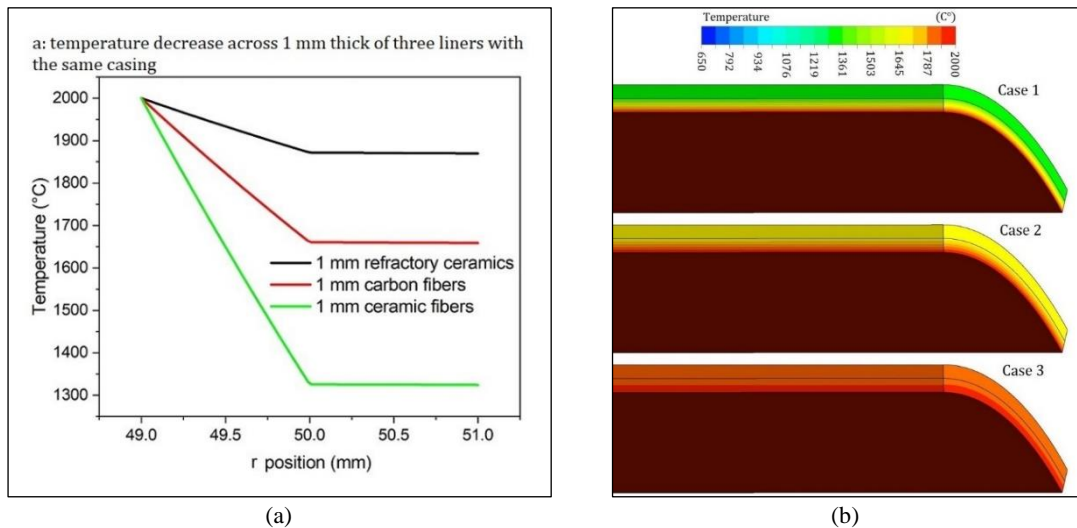 a: temperature decrease across 1 mm thick of three liners with
the same casing
2000
1900
1800
1700
1600
1500
1400
1300
Temperature (°C)
1 mm refractory ceramics
1 mm carbon fibers
1 mm ceramic fibers
49.0 49.5 50.0 50.5 51.0
r position (mm)
(a)
Temperature (C°)
650 792 934 1076 1219 1361 1503 1645 1787 2000
Case 1
Case 2
Case 3
(b)